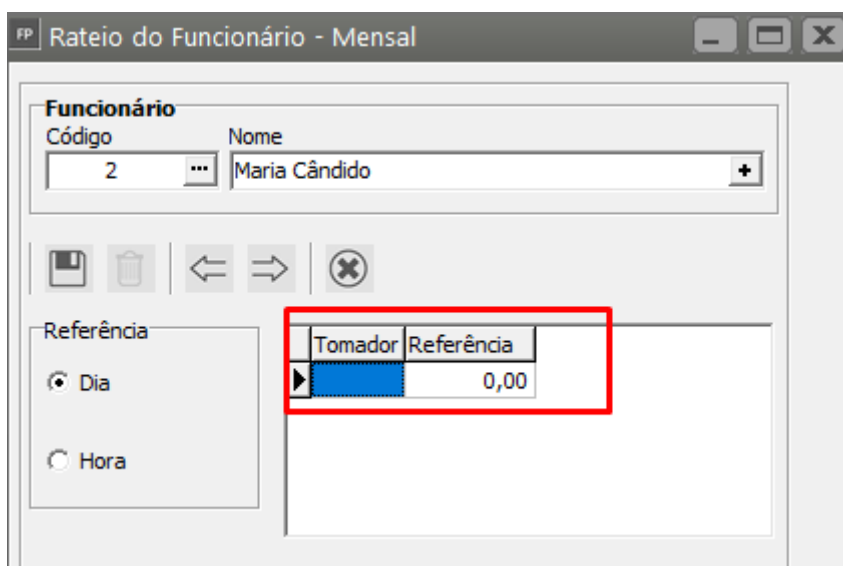 FP Rateio do Funcionário - Mensal
Funcionário
Código Nome
2 ... Maria Cândido +
Referência
Dia
Hora
Tomador Referência
0,00